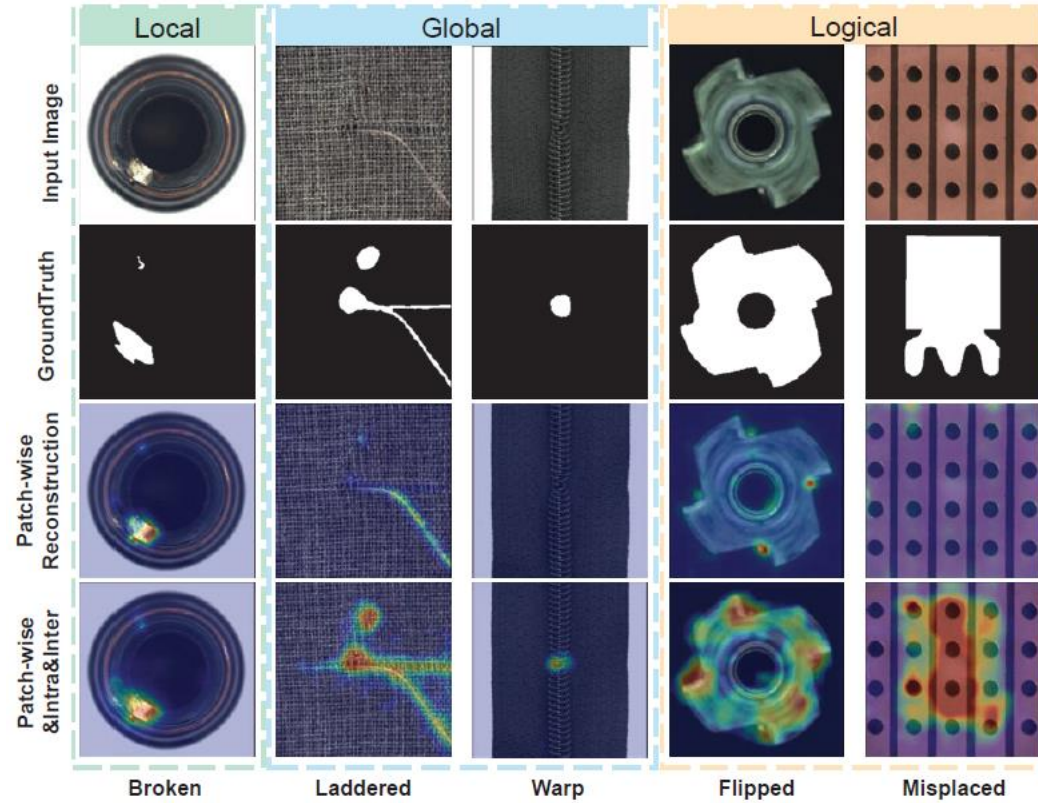 Local
Global
Logical
Input Image
GroundTruth
Patch-wise
Reconstruction
Patch-wise
&Intra&Inter
Broken
Laddered
Warp
Flipped
Misplaced